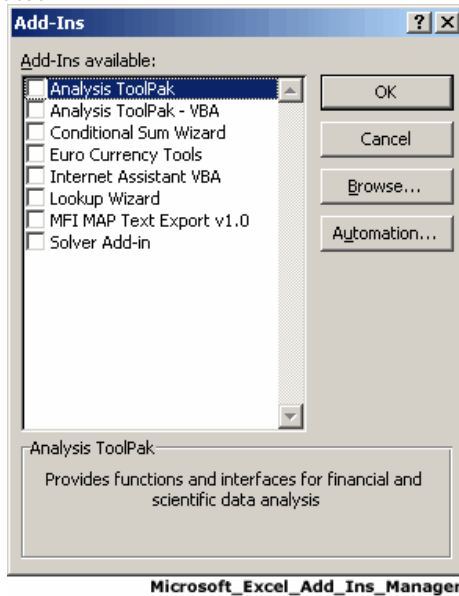 Add-Ins
Add-Ins available:
Analysis ToolPak
Analysis ToolPak - VBA
Conditional Sum Wizard
Euro Currency Tools
Internet Assistant VBA
Lookup Wizard
MFI MAP Text Export v1.0
Solver Add-in
OK
Cancel
Browse...
Automation...
Analysis ToolPak
Provides functions and interfaces for financial and
scientific data analysis
Microsoft_Excel_Add_Ins_Manager